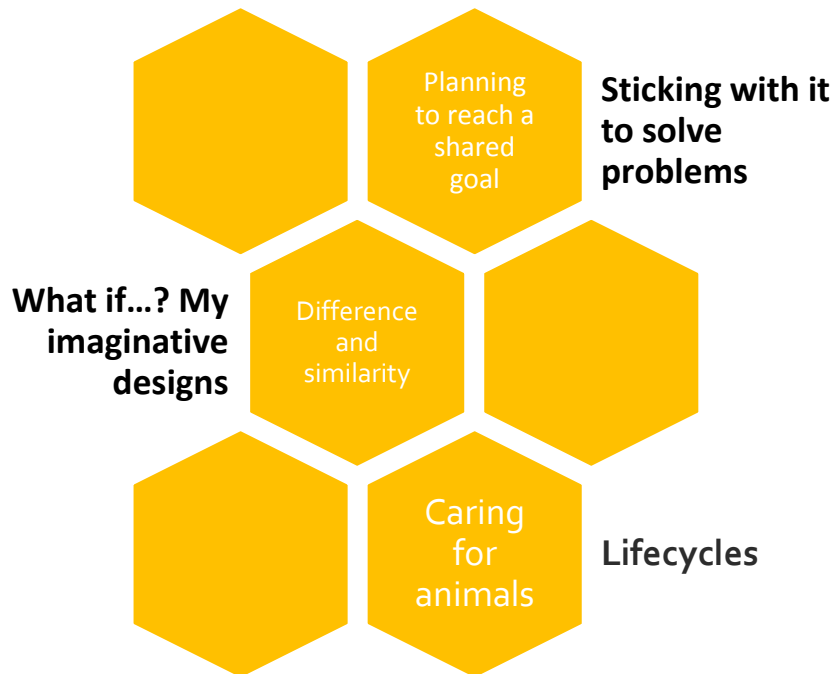 Planning
to reach a
shared
goal
Sticking with it
to solve
problems
What if…? My
imaginative
designs
Difference
and
similarity
Caring
for
animals
Lifecycles